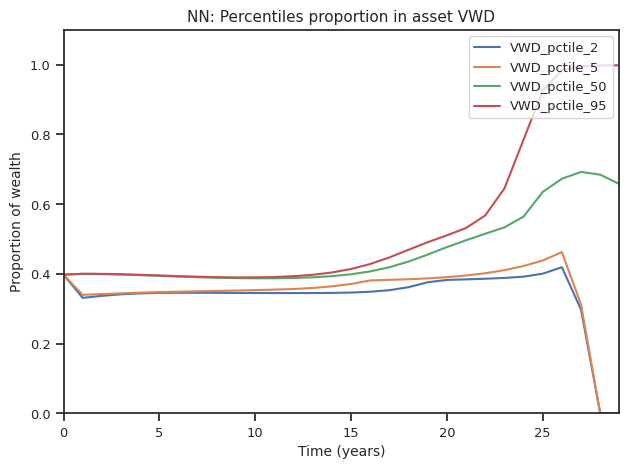 NN: Percentiles proportion in asset VWD
VWD_pctile_2
VWD_pctile_5
VWD_pctile_50
VWD_pctile_95
Proportion of wealth
1.0
0.8
0.6
0.4
0.2
0.0
0 5 10 15 20 25
Time (years)